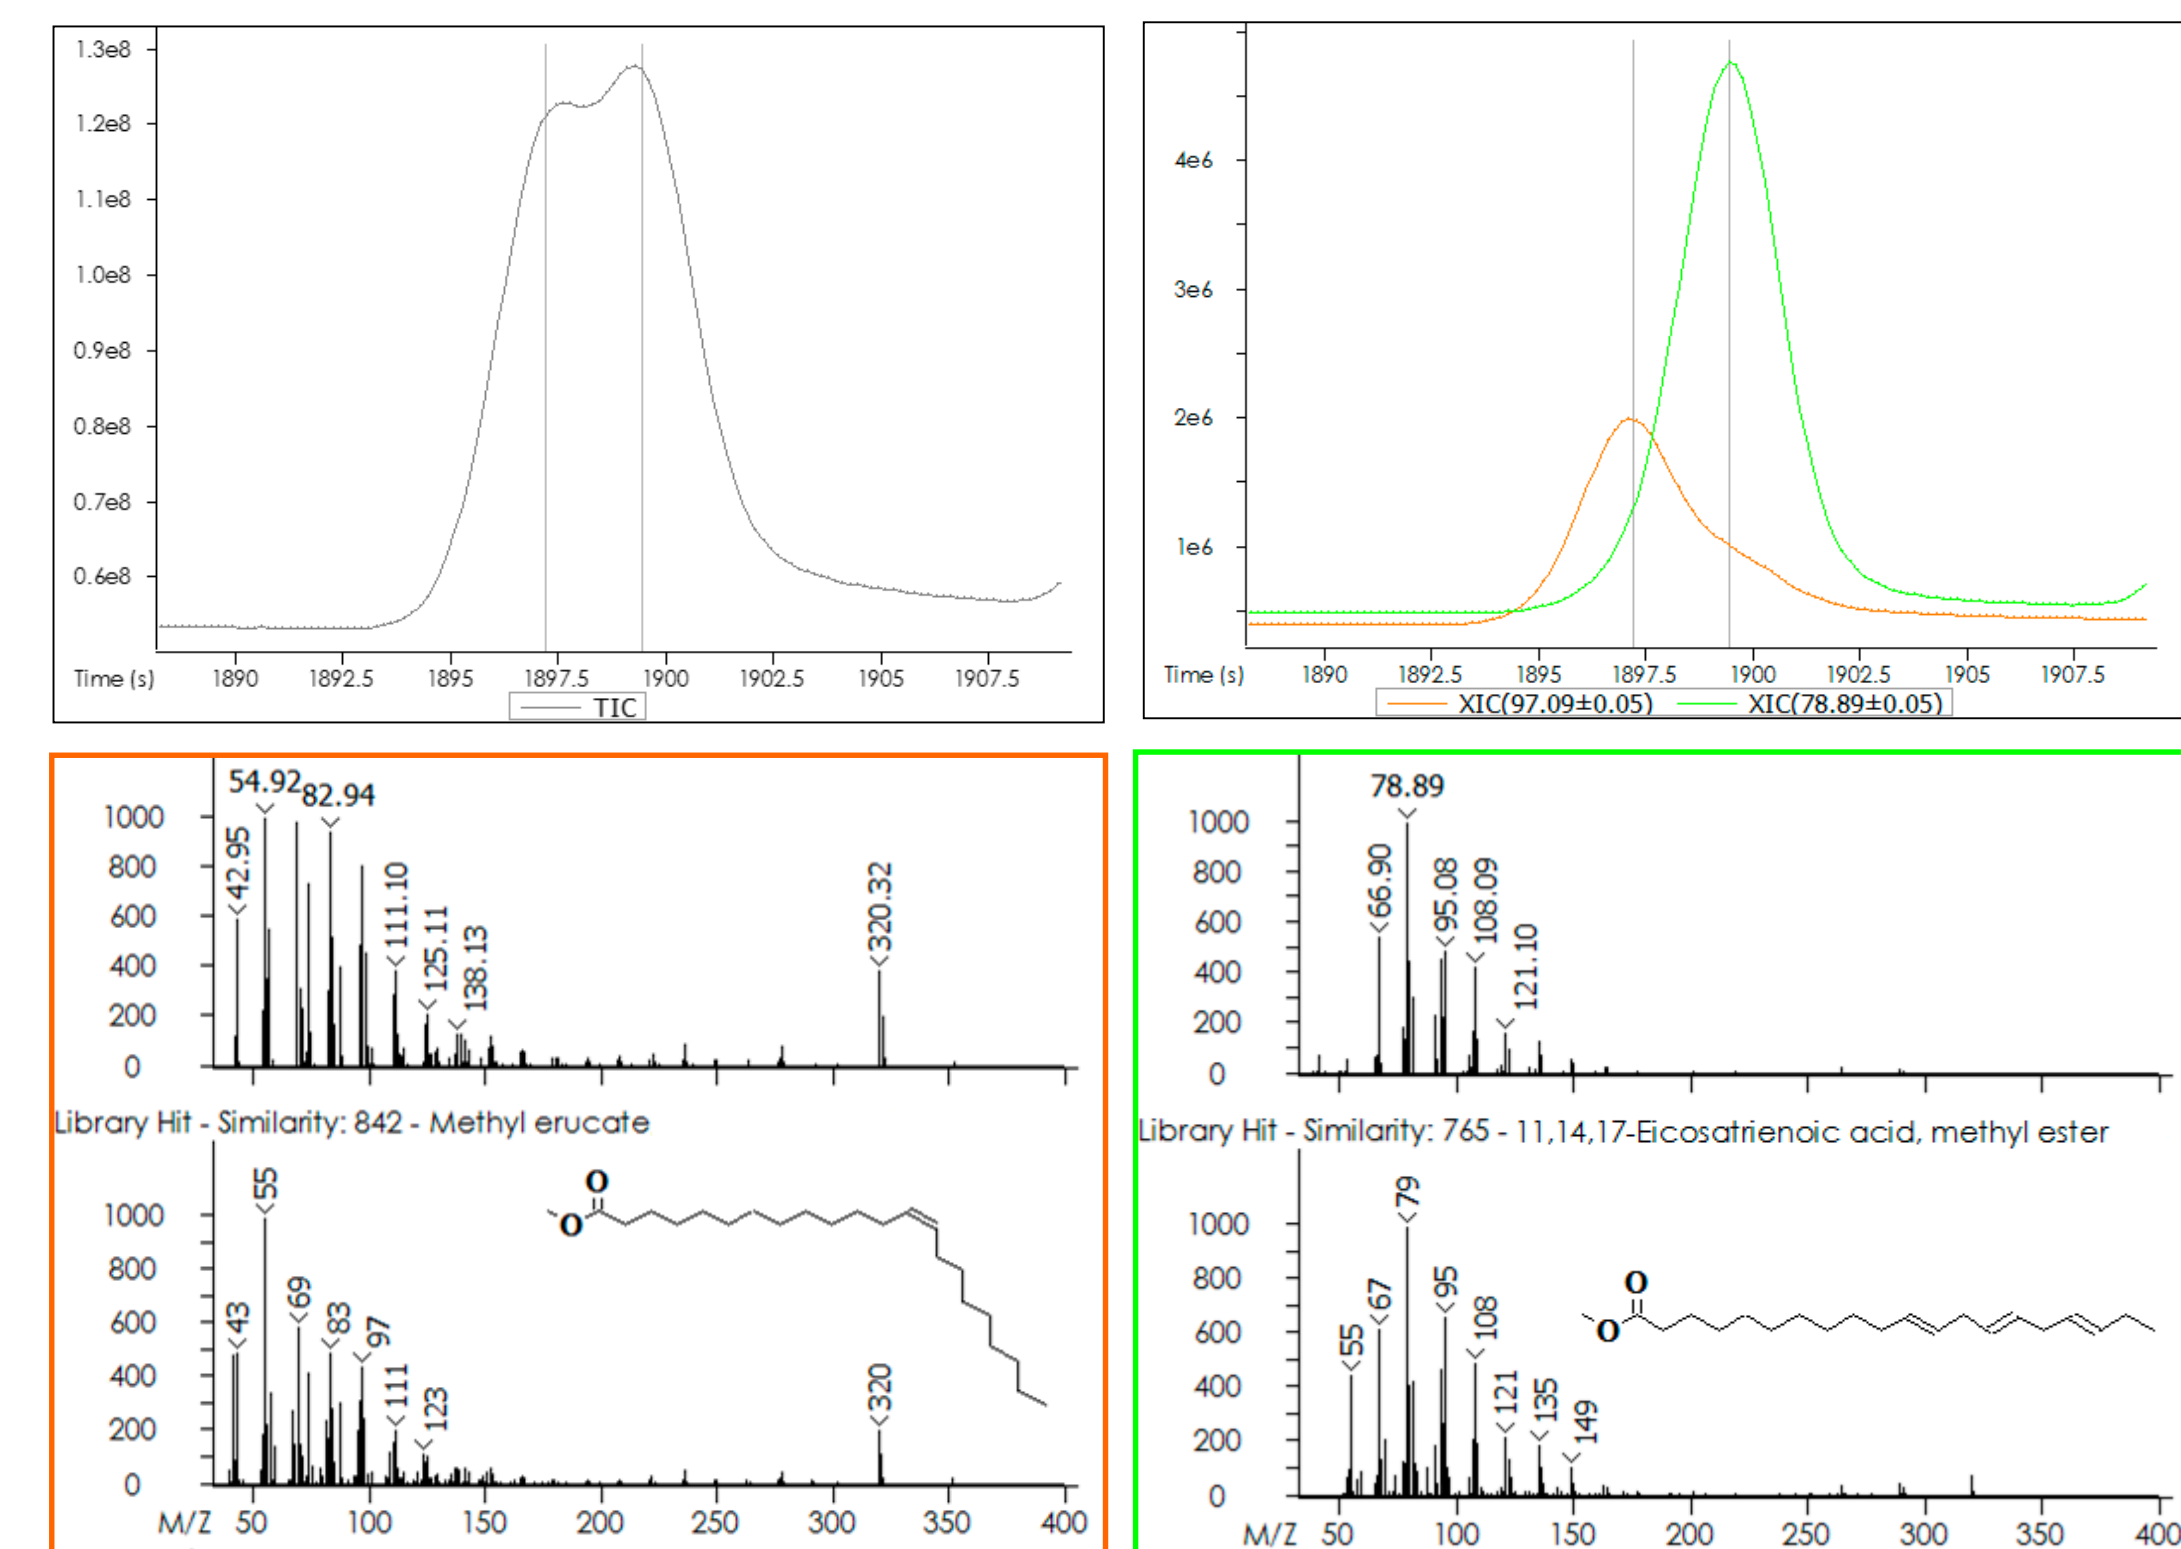 1.3e8
1.2e8
1.1e8
1.0e8
0.9e8
0.8e8
0.7e8
0.6e8
Time (s) 1890 1892.5 1895 1897.5 1900 1902.5 1905 1907.5
TIC
4e6
3e6
2e6
1e6
Time (s) 1890 1892.5 1895 1897.5 1900 1902.5 1905 1907.5
XIC(97.09±0.05) XIC(78.89±0.05)
1000
800
600
400
200
0
42.95
54.92
82.94
111.10
125.11
138.13
320.32
Library Hit - Similarity: 842 - Methyl erucate
1000
800
600
400
200
0
43
55
69
83
97
111
123
320
O
O
M/Z 50 100 150 200 250 300 350 400
1000
800
600
400
200
0
66.90
78.89
95.08
108.09
121.10
Library Hit - Similarity: 765 - 11,14,17-Eicosatrienoic acid, methyl ester
1000
800
600
400
200
0
55
67
79
95
108
121
135
149
O
O
M/Z 50 100 150 200 250 300 350 400